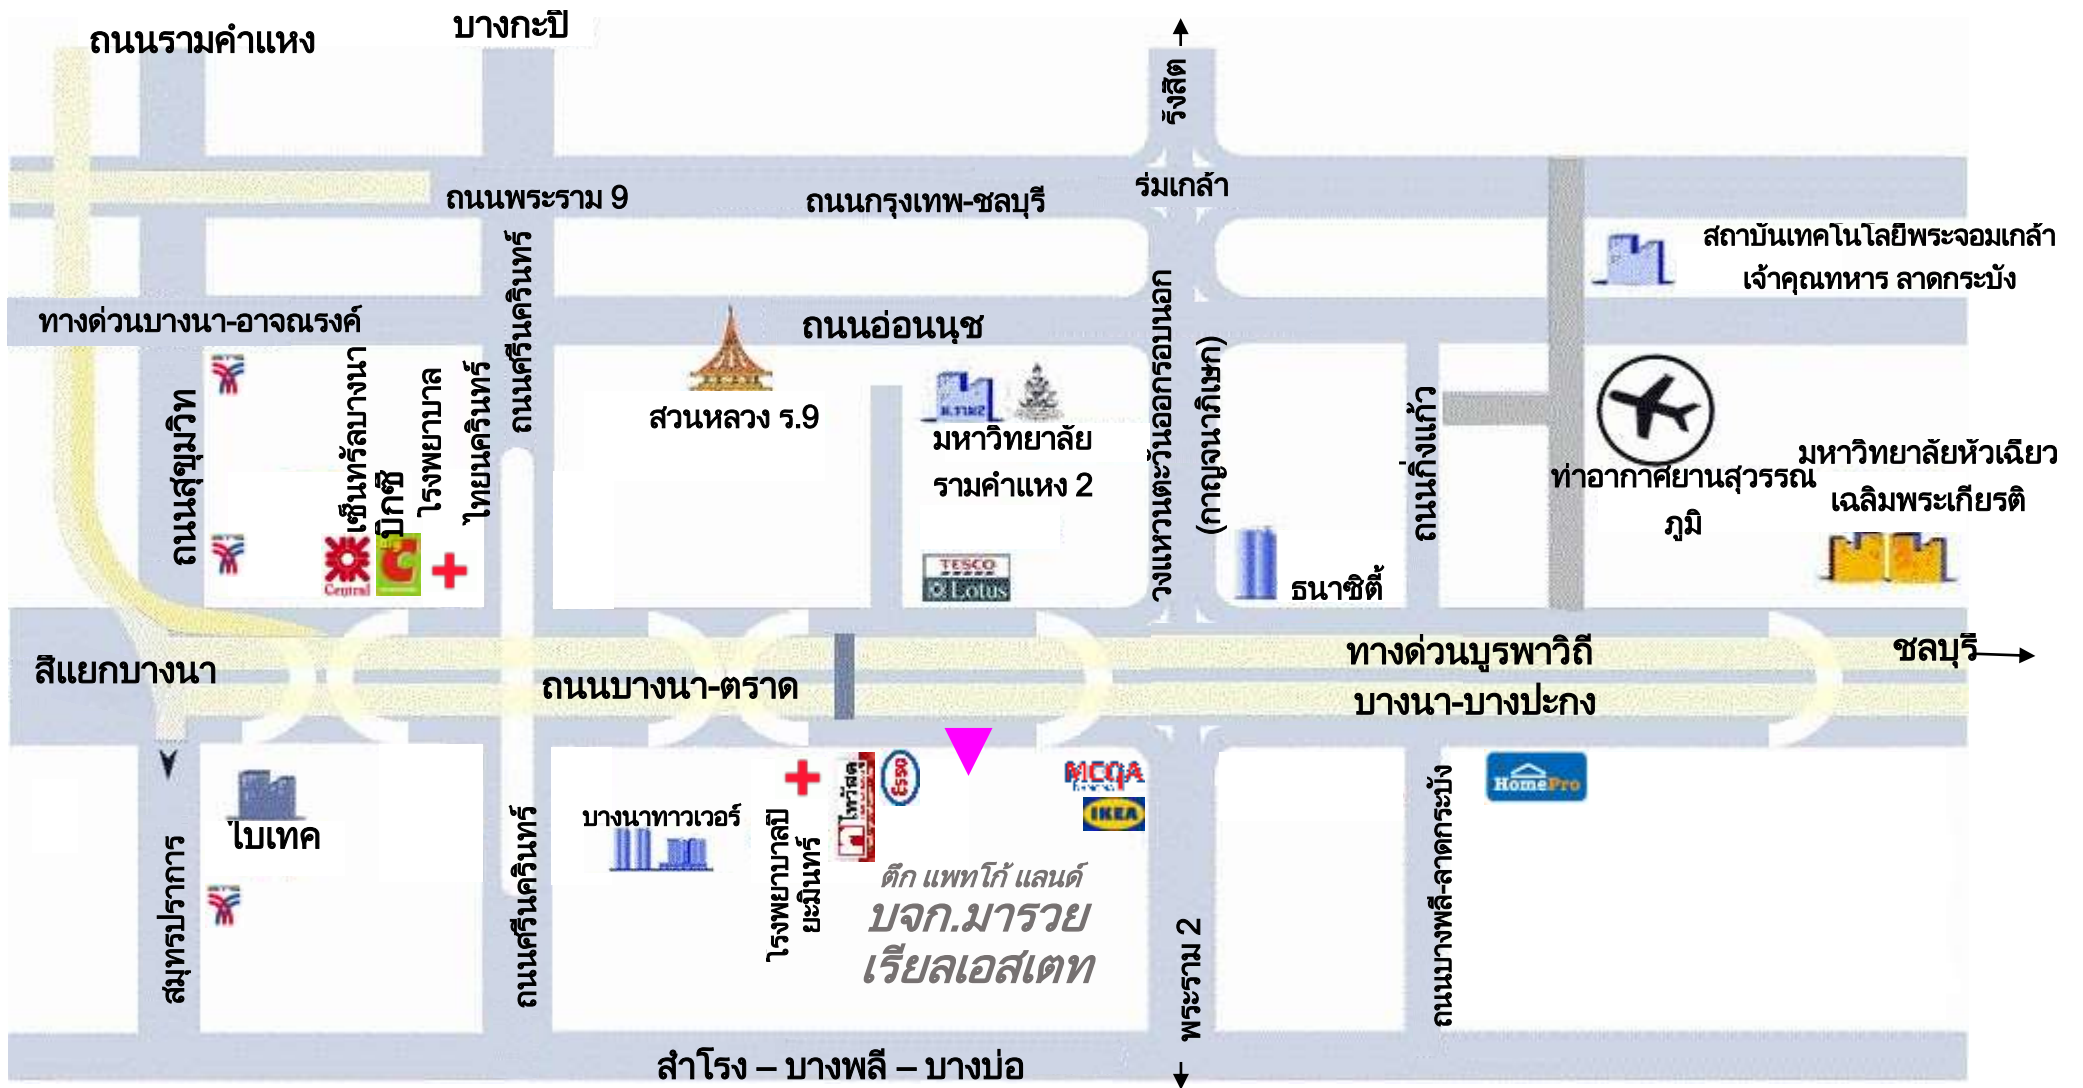 บางกะปิ
ถนนรามคำแหง
รังสิต
ถนนพระราม 9
ถนนกรุงเทพ-ชลบุรี
ร่มเกล้า
สถาบันเทคโนโลยีพระจอมเกล้า
เจ้าคุณทหาร ลาดกระบัง
ทางด่วนบางนา-อาจณรงค์
ถนนศรีนครินทร์
ถนนอ่อนนุช
วงแหวนตะวันออกรอบนอก
(กาญจนาภิเษก)
ถนนสุขุมวิท
เซ็นทรัลบางนา
บิ๊กซี
โรงพยาบาล
ไทยนครินทร์
สวนหลวง ร.9
ม.ราม2
มหาวิทยาลัย
รามคำแหง 2
ถนนกิ่งแก้ว
ท่าอากาศยานสุวรรณ
ภูมิ
มหาวิทยาลัยหัวเฉียว
เฉลิมพระเกียรติ
Central
TESCO
Lotus
ธนาซิตี้
สี่แยกบางนา
ถนนบางนา-ตราด
ทางด่วนบูรพาวิถี
บางนา-บางปะกง
ชลบุรี
ไบเทค
สมุทรปราการ
ถนนศรีนครินทร์
บางนาทาวเวอร์
โรงพยาบาลปิ
ยะมินทร์
ไทวัสดุ
Esso
MEGA
IKEA
HomePro
ตึก แพทโก้ แลนด์
บจก.มารวย
เรียลเอสเตท
พระราม 2
ถนนบางพลี-ลาดกระบัง
สำโรง – บางพลี – บางบ่อ